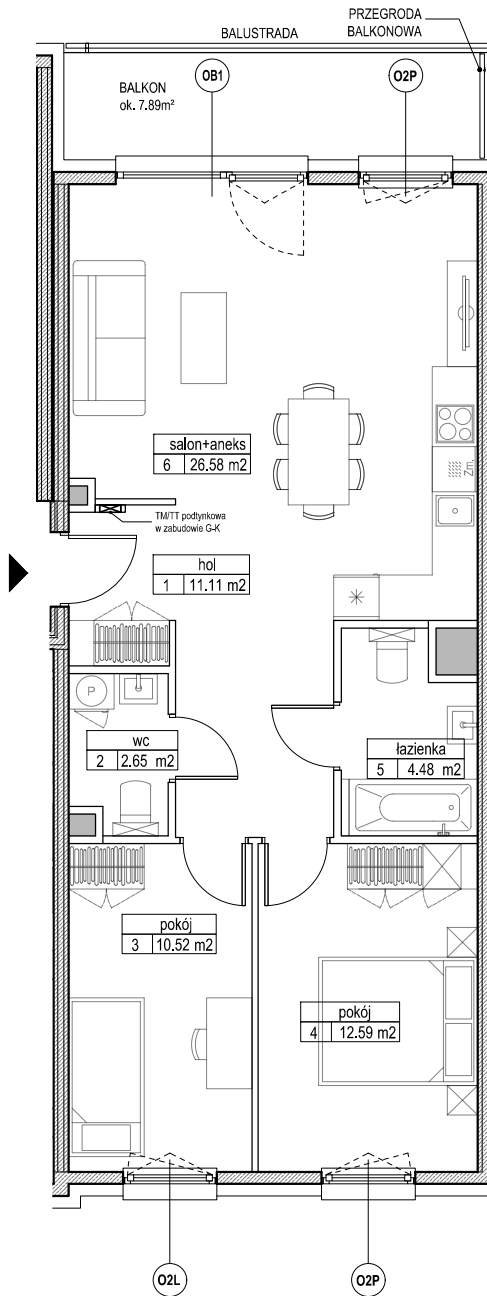 PRZEGRODA
BALUSTRADA
BALKONOWA
BALKON
ok. 7.89m²
OB1
O2P
salon+aneks
6 26.58 m2
Zm.
TM/TT podtynkowa
w zabudowie G-K
hol
1 11.11 m2
P
wc
2 2.65 m2
łazienka
5 4.48 m2
pokój
3 10.52 m2
pokój
4 12.59 m2
O2L
O2P